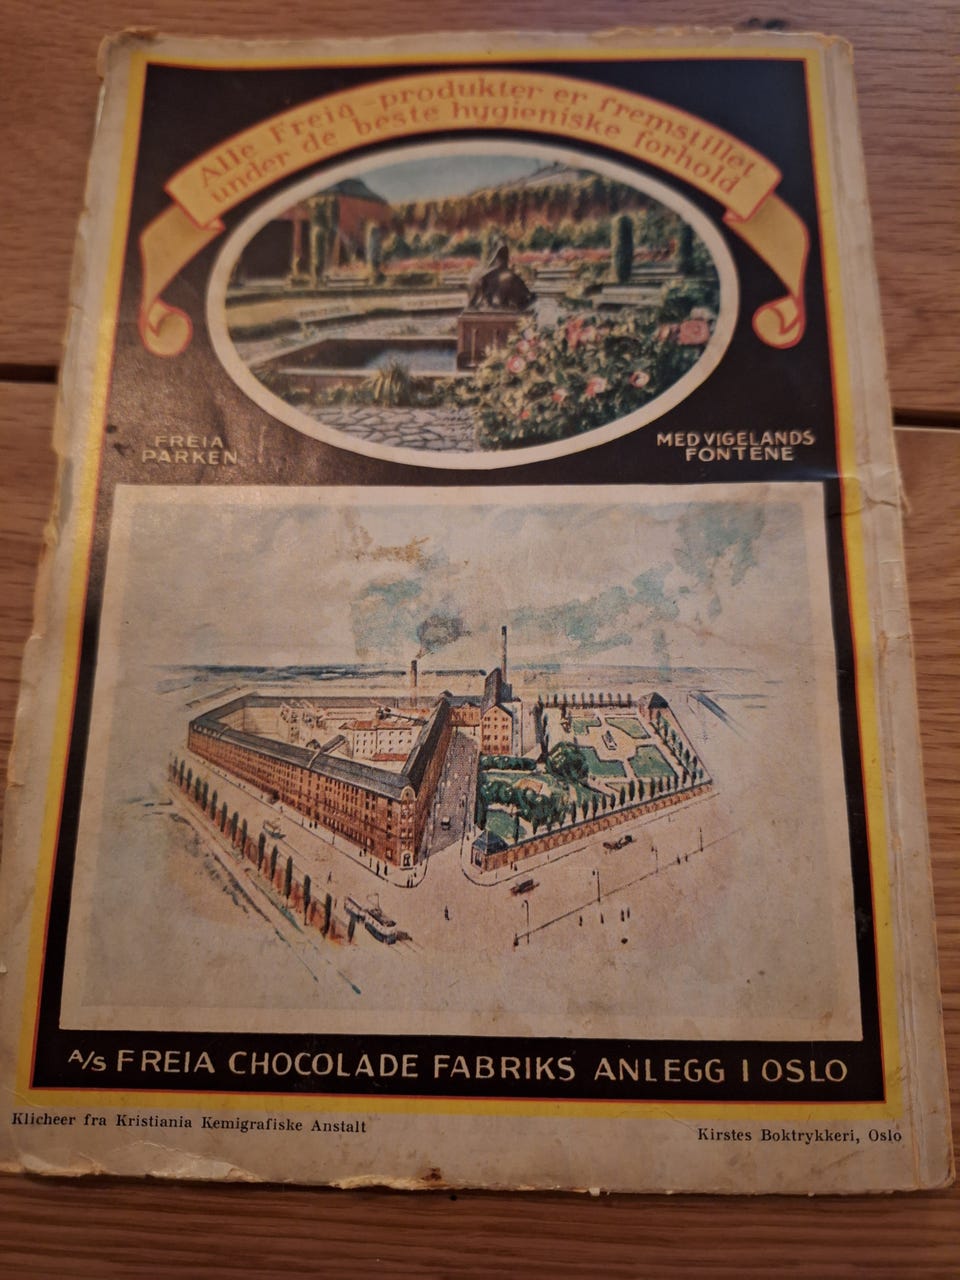 Alle Freia-produkter er fremstillet
under de beste hygieniske forhold
FREIA
PARKEN
MED VIGELANDS
FONTENE
A/S FREIA CHOCOLADE FABRIKS ANLEGG I OSLO
Klicheer fra Kristiania Kemigrafiske Anstalt
Kirstes Boktrykkeri, Oslo